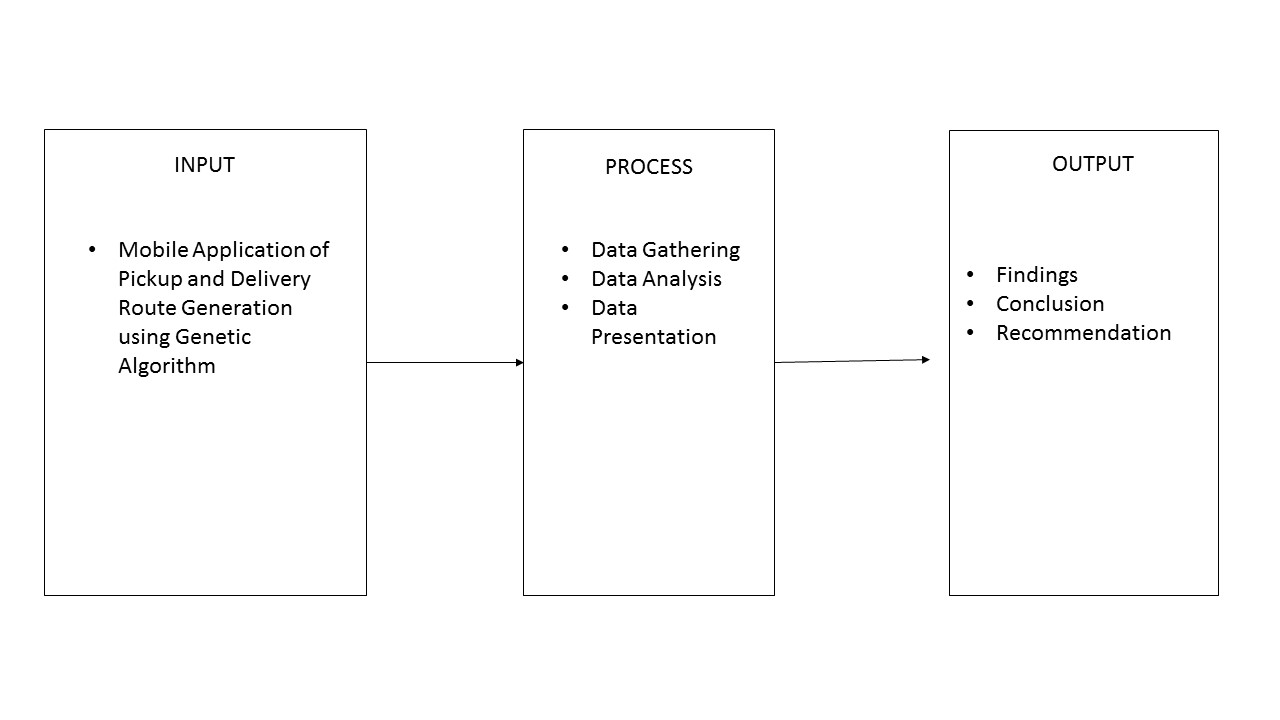 INPUT
• Mobile Application of
Pickup and Delivery
Route Generation
using Genetic
Algorithm
PROCESS
• Data Gathering
• Data Analysis
• Data
Presentation
OUTPUT
• Findings
• Conclusion
• Recommendation